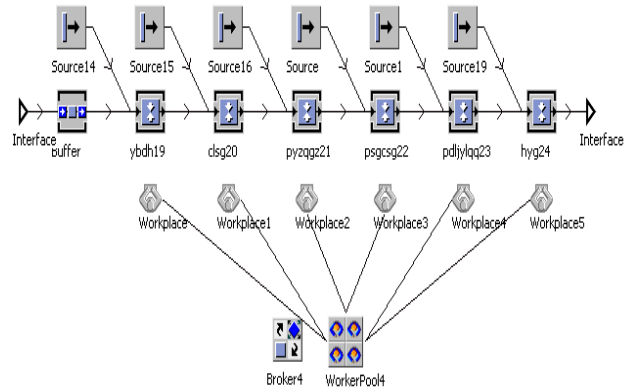 Source14 Source15 Source16 Source Source1 Source19
Interface Buffer ybdh19 clsg20 pyzqgz21 psgcsg22 pdljylqq23 hyg24 Interface
Workplace Workplace1 Workplace2 Workplace3 Workplace4 Workplace5
Broker4 WorkerPool4